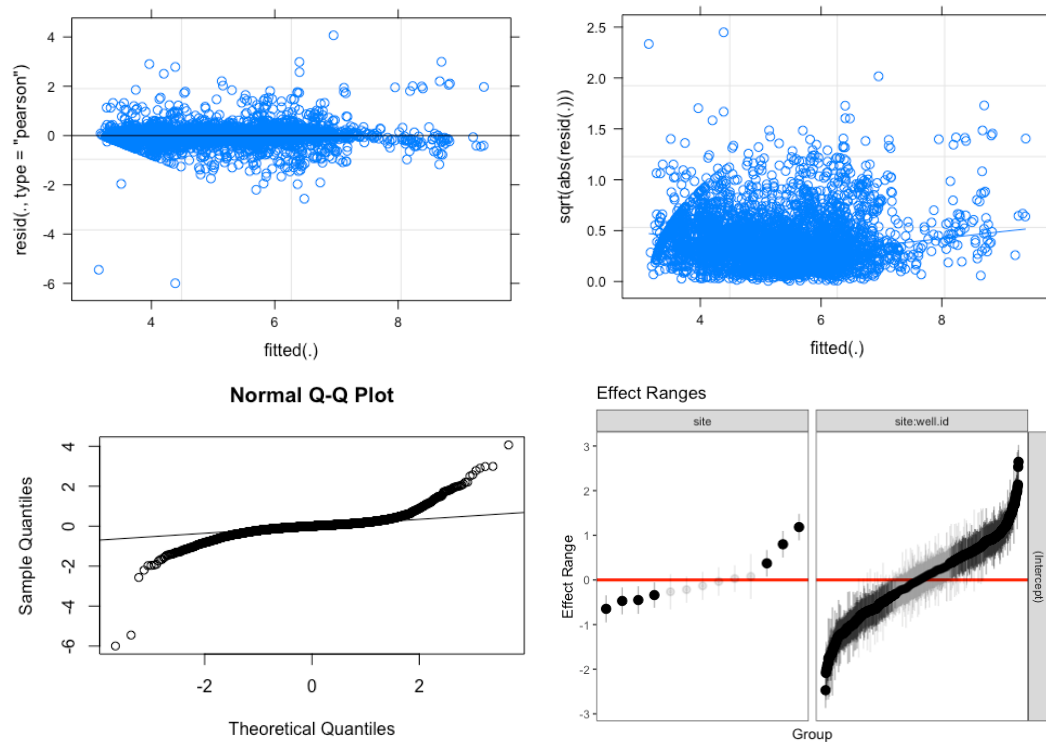 resid(., type = "pearson")
4
2
0
-2
-4
-6
4
6
8
fitted(.)
sqrt(abs(resid(.)))
2.5
2.0
1.5
1.0
0.5
0.0
4
6
8
fitted(.)
Normal Q-Q Plot
Sample Quantiles
4
2
0
-2
-4
-6
-2
0
2
Theoretical Quantiles
Effect Ranges
site
site:well.id
Effect Range
3
2
1
0
-1
-2
-3
(Intercept)
Group